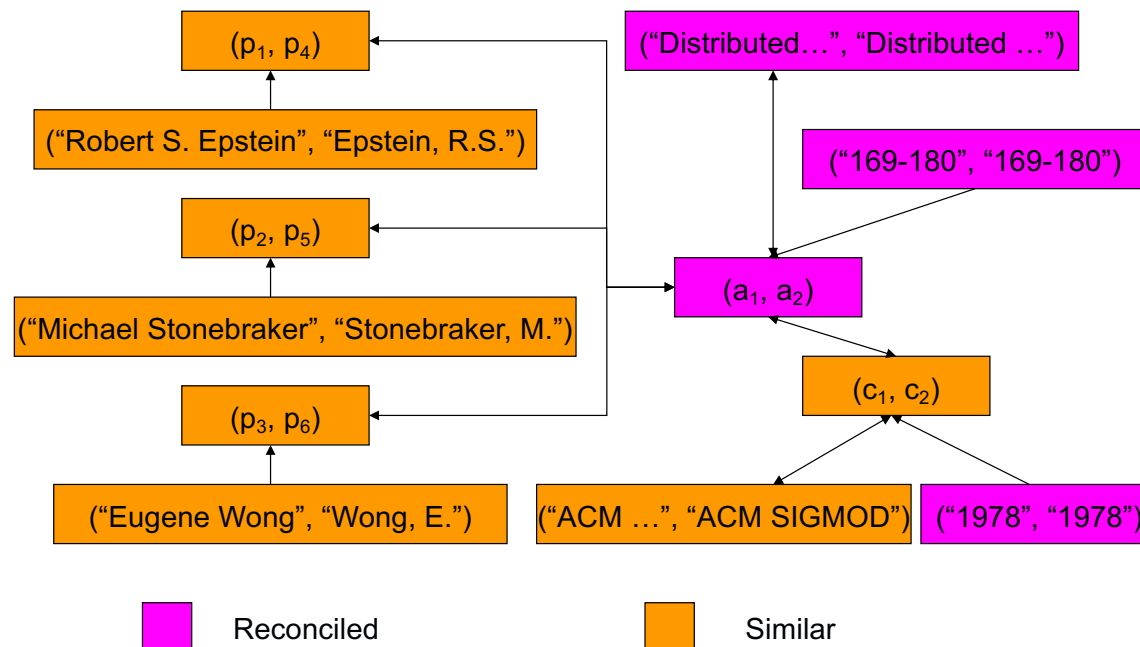 (p₁, p₄)
(“Distributed…”, “Distributed …”)
(“Robert S. Epstein”, “Epstein, R.S.”)
(“169-180”, “169-180”)
(p₂, p₅)
(a₁, a₂)
(“Michael Stonebraker”, “Stonebraker, M.”)
(c₁, c₂)
(p₃, p₆)
(“Eugene Wong”, “Wong, E.”)
(“ACM …”, “ACM SIGMOD”)
(“1978”, “1978”)
Reconciled
Similar